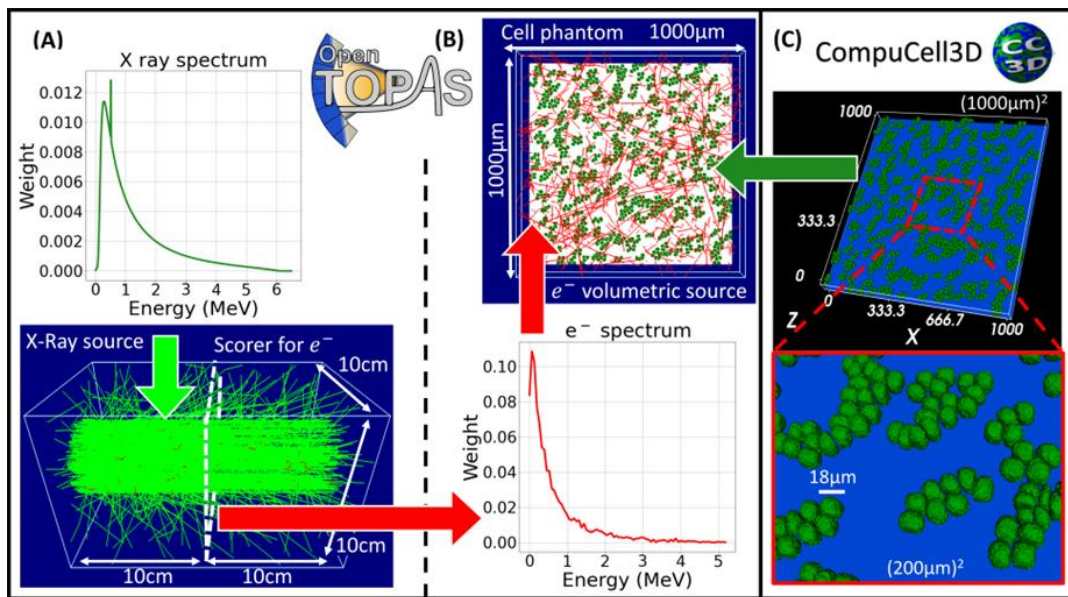 (A)
X ray spectrum
Weight
0.012
0.010
0.008
0.006
0.004
0.002
0.000
0 1 2 3 4 5 6
Energy (MeV)
Open
TOPAS
X-Ray source
Scorer for e⁻
10cm
10cm
10cm
10cm
(B)
Cell phantom 1000μm
1000μm
e⁻ volumetric source
e⁻ spectrum
Weight
0.10
0.08
0.06
0.04
0.02
0.00
0 1 2 3 4 5
Energy (MeV)
(C)
CompuCell3D
CC
3D
(1000μm)²
1000
333.3
0
Z
0
333.3
666.7
1000
X
18μm
(200μm)²